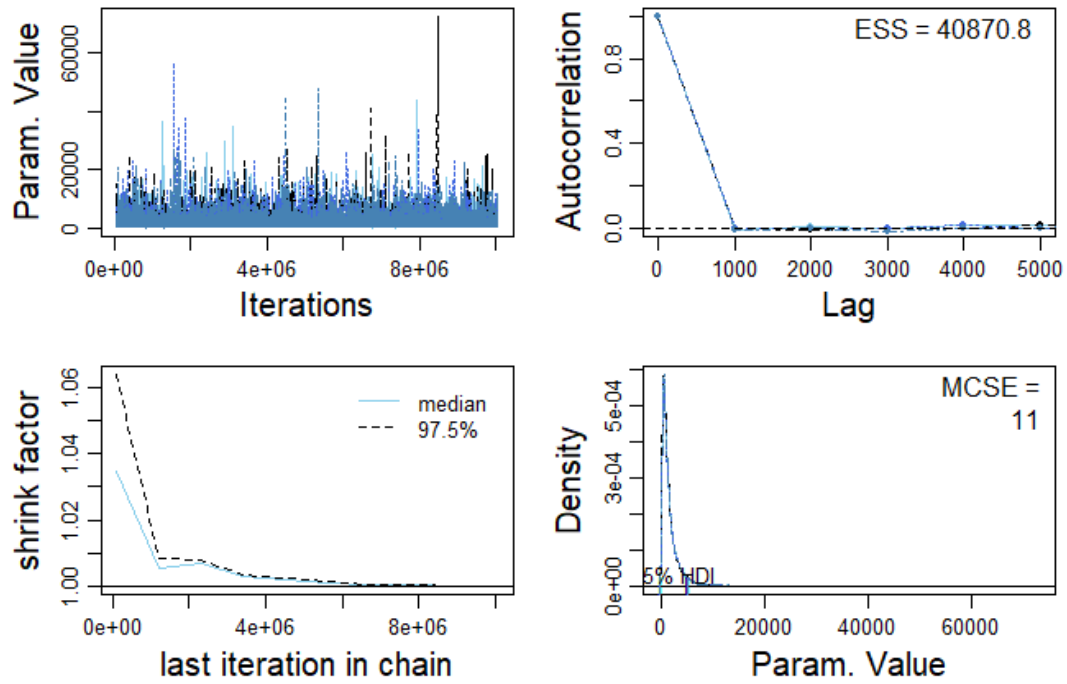 Param. Value
0 20000 60000
0e+00 4e+06 8e+06
Iterations
Autocorrelation
0.0 0.4 0.8
ESS = 40870.8
0 1000 2000 3000 4000 5000
Lag
shrink factor
1.00 1.02 1.04 1.06
median
97.5%
0e+00 4e+06 8e+06
last iteration in chain
Density
0e+00 3e-04 5e-04
MCSE =
11
5% HDI
0 20000 40000 60000
Param. Value